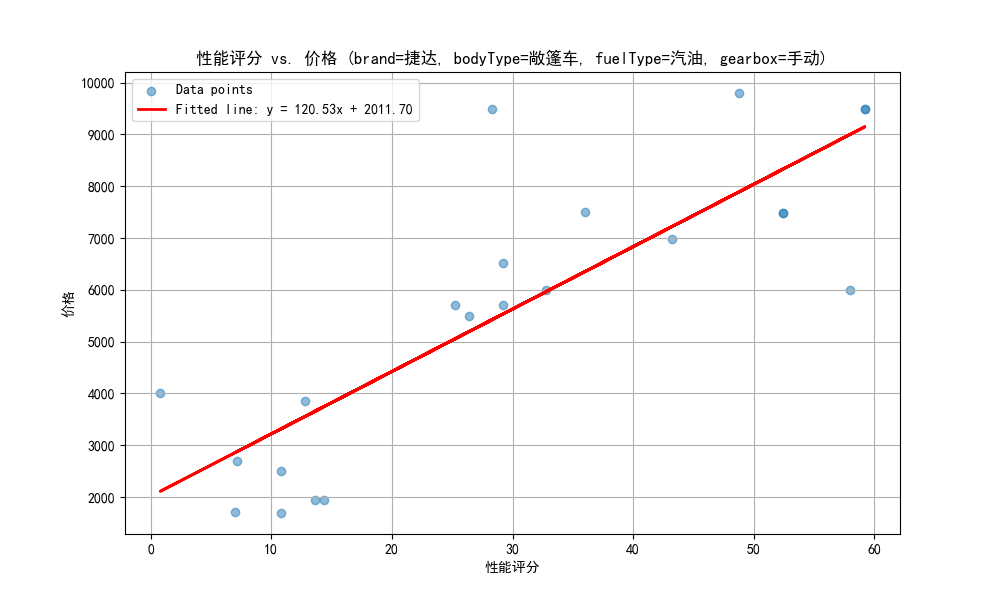 性能评分 vs. 价格 (brand=捷达, bodyType=敞篷车, fuelType=汽油, gearbox=手动)
Data points
Fitted line: y = 120.53x + 2011.70
10000
9000
8000
7000
6000
5000
4000
3000
2000
价格
0 10 20 30 40 50 60
性能评分